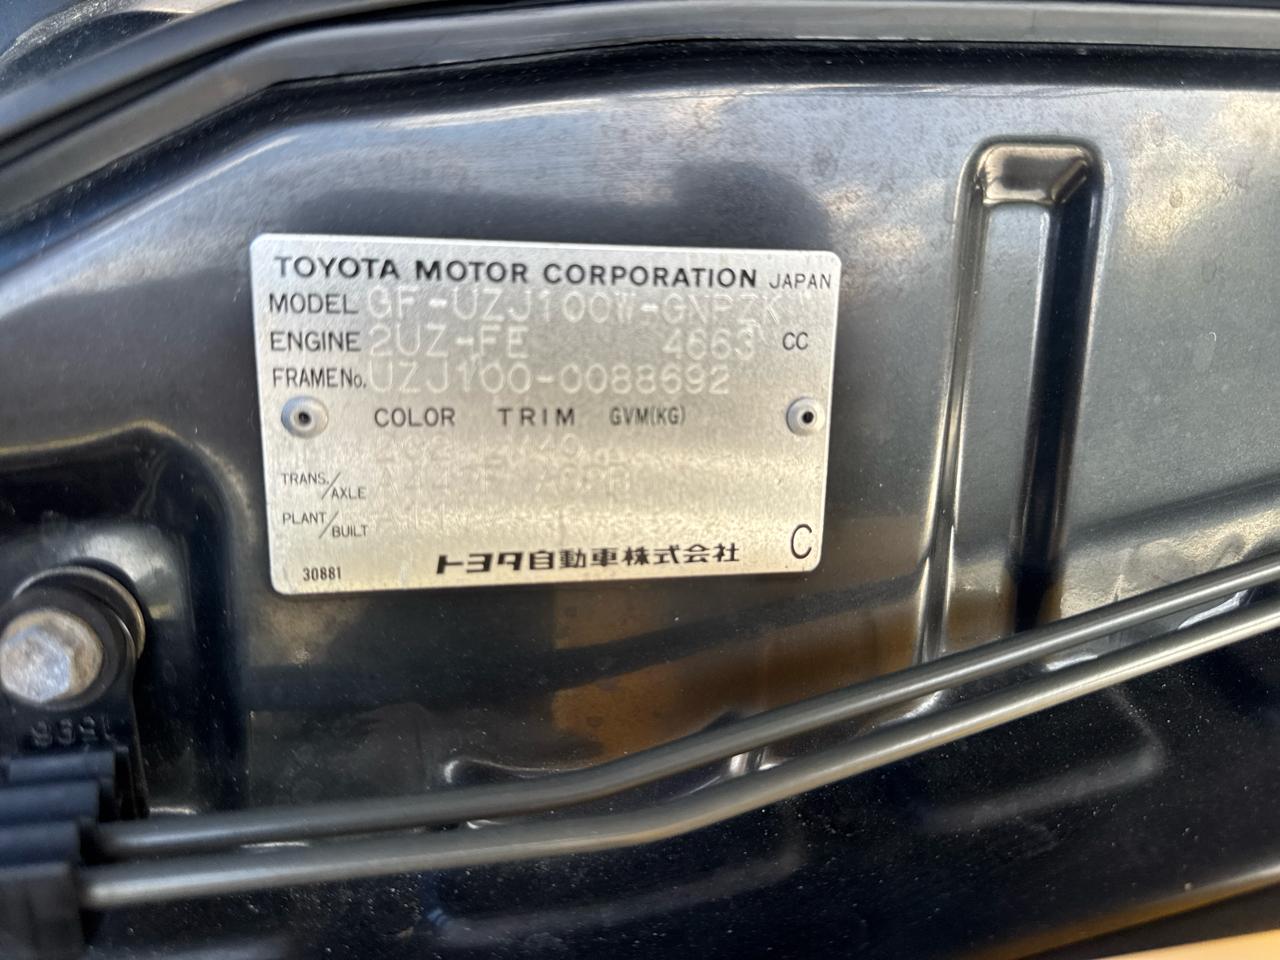 TOYOTA MOTOR CORPORATION JAPAN
MODEL GF-UZJ100W-GNPZK
ENGINE 2UZ-FE 4663 CC
FRAME No. UZJ100-0088692
COLOR TRIM GVM(KG)
TRANS./AXLE
PLANT/BUILT
トヨタ自動車株式会社 C
30881